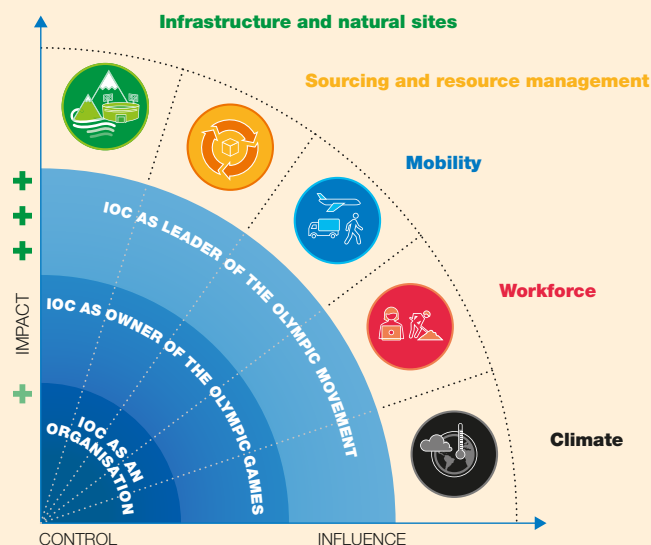 Infrastructure and natural sites
Sourcing and resource management
Mobility
Workforce
Climate
IOC AS LEADER OF THE OLYMPIC MOVEMENT
IOC AS OWNER OF THE OLYMPIC GAMES
IOC AS AN
ORGANISATION
+
+
+
IMPACT
+
CONTROL
INFLUENCE